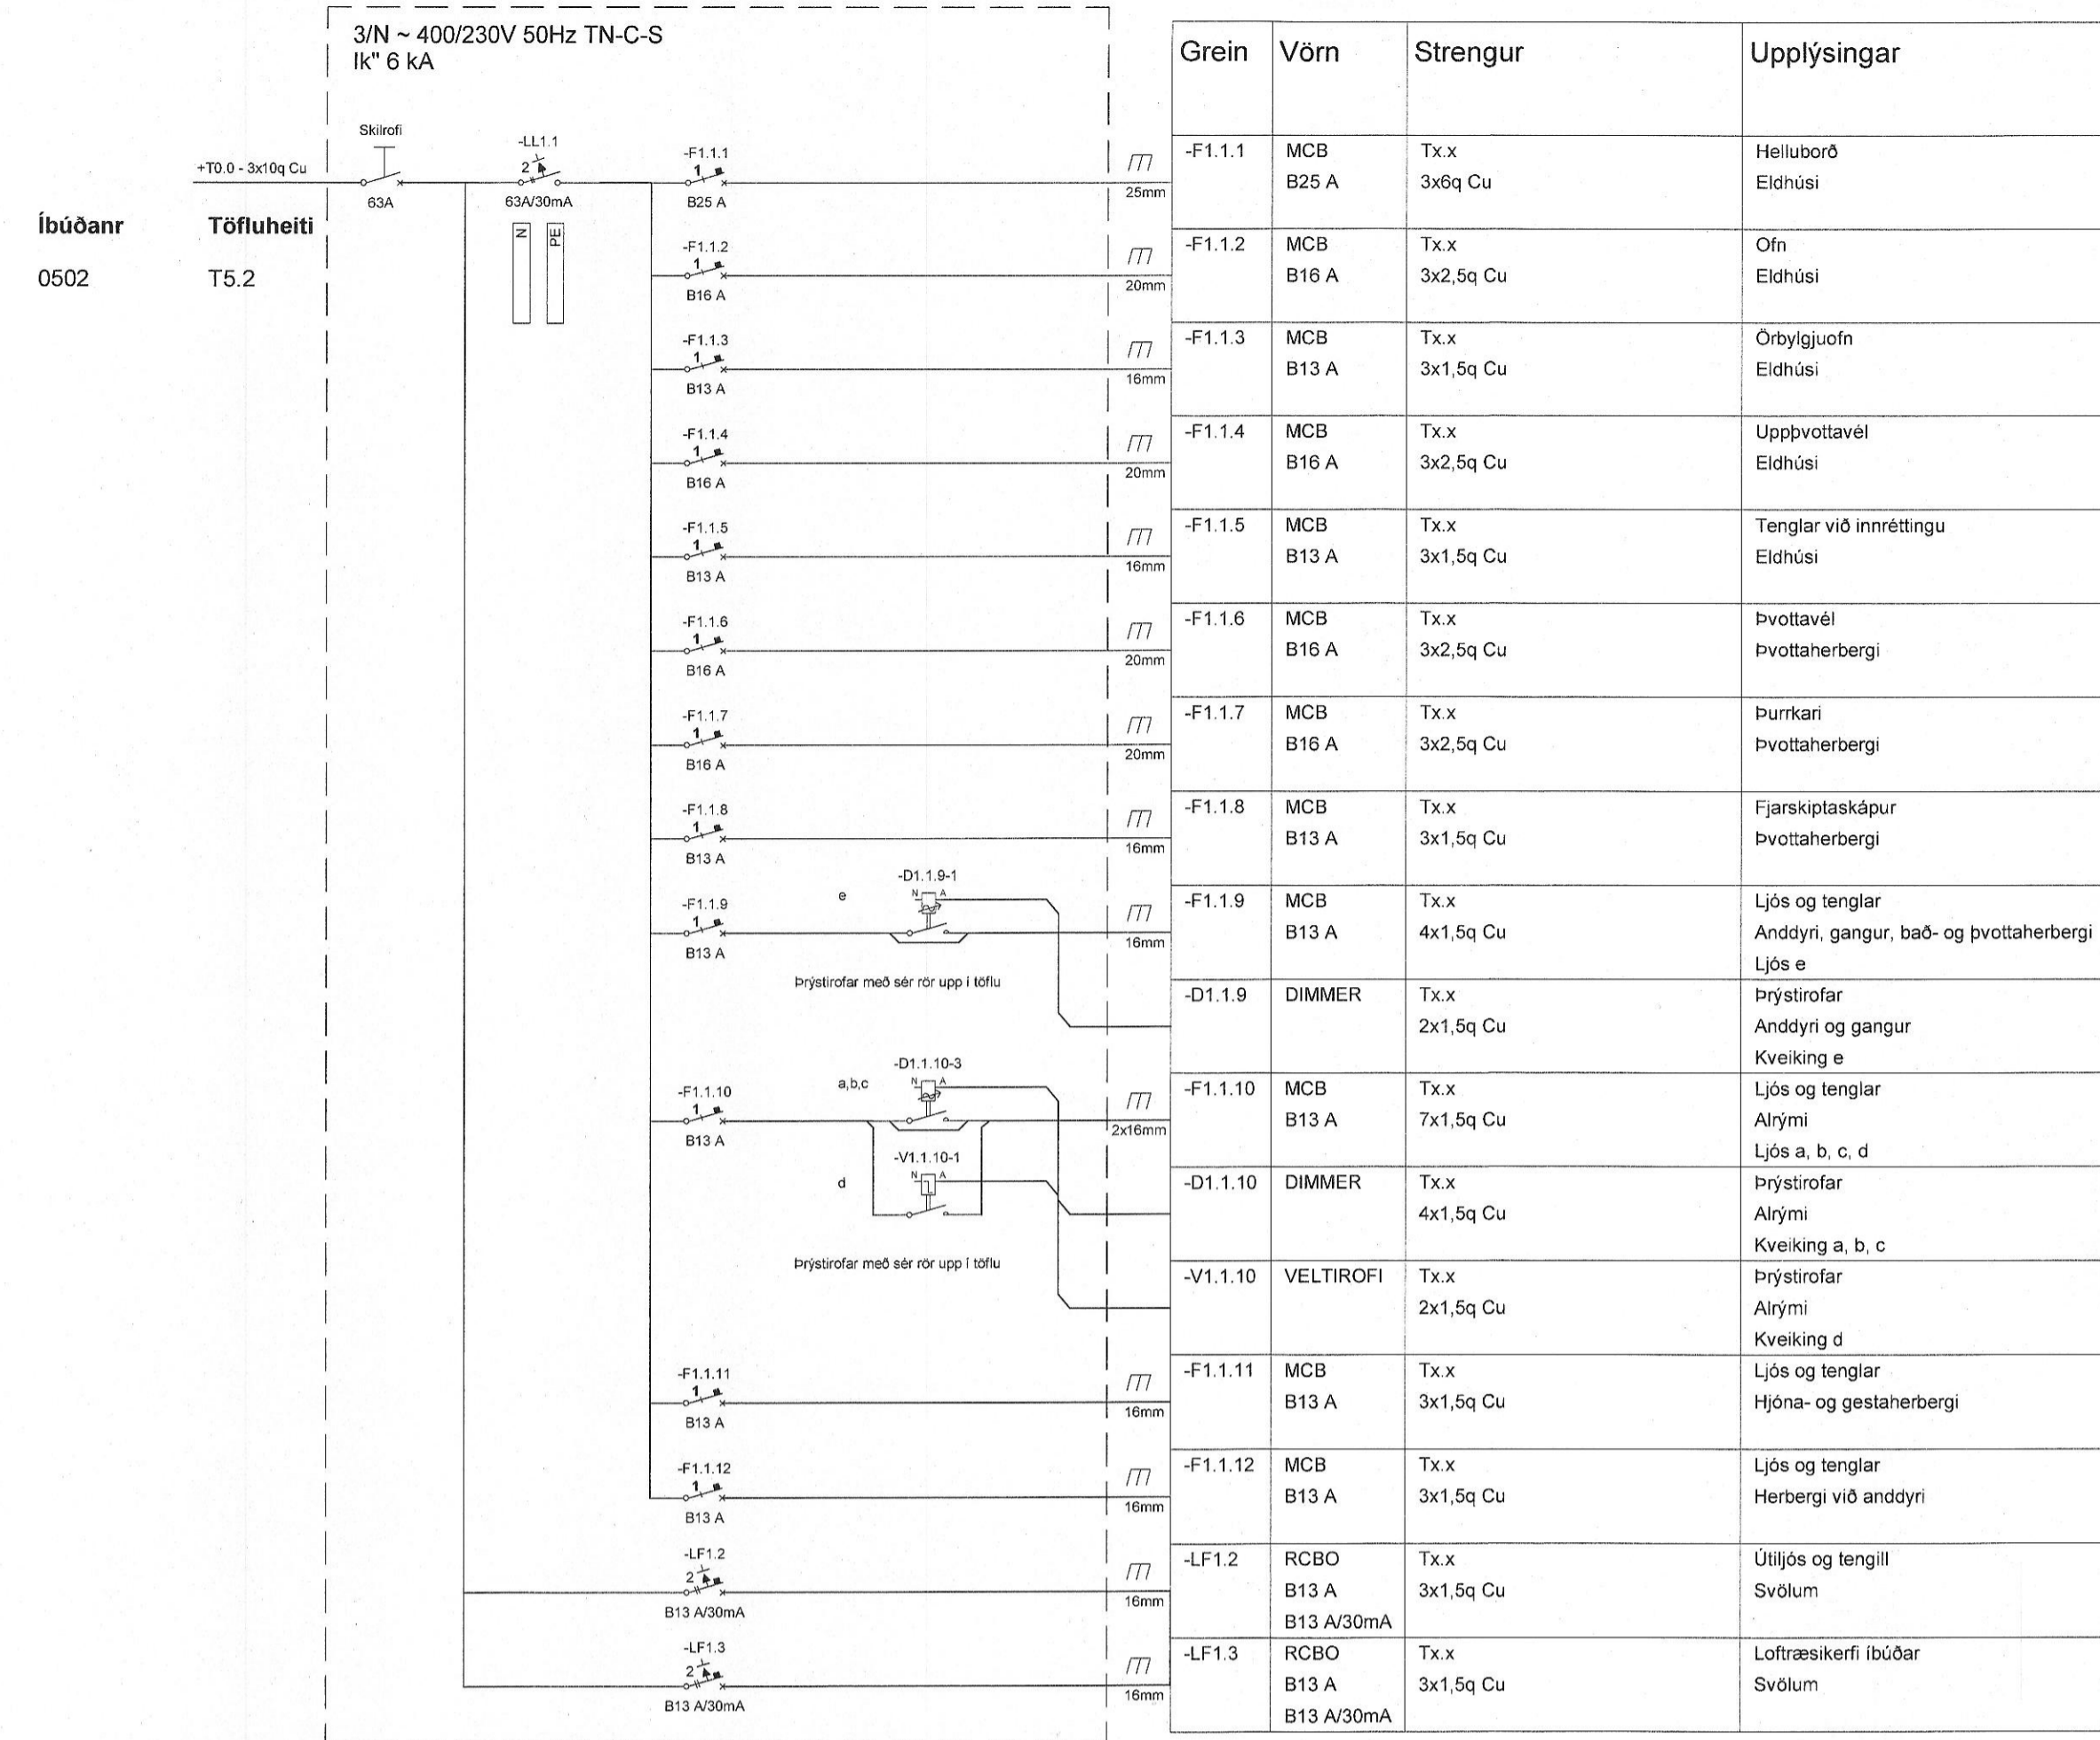 3/N ~ 400/230V 50Hz TN-C-S
Ik" 6 kA
Skilrofi
+T0.0 - 3x10q Cu
63A
-LL1.1
2
63A/30mA
N
PE
Íbúðanr Töfluheiti
0502 T5.2
-F1.1.1
1
B25 A
25mm
-F1.1.2
1
B16 A
20mm
-F1.1.3
1
B13 A
16mm
-F1.1.4
1
B16 A
20mm
-F1.1.5
1
B13 A
16mm
-F1.1.6
1
B16 A
20mm
-F1.1.7
1
B16 A
20mm
-F1.1.8
1
B13 A
16mm
-F1.1.9
1
B13 A
e
-D1.1.9-1
N A
16mm
Þrýstirofar með sér rör upp í töflu
-F1.1.10
1
B13 A
a,b,c
-D1.1.10-3
N A
2x16mm
d
-V1.1.10-1
N A
Þrýstirofar með sér rör upp í töflu
-F1.1.11
1
B13 A
16mm
-F1.1.12
1
B13 A
16mm
-LF1.2
2
B13 A/30mA
16mm
-LF1.3
2
B13 A/30mA
16mm
Grein Vörn Strengur Upplýsingar
-F1.1.1 MCB Tx.x Helluborð
B25 A 3x6q Cu Eldhúsi
-F1.1.2 MCB Tx.x Ofn
B16 A 3x2,5q Cu Eldhúsi
-F1.1.3 MCB Tx.x Örbylgjuofn
B13 A 3x1,5q Cu Eldhúsi
-F1.1.4 MCB Tx.x Uppþvottavél
B16 A 3x2,5q Cu Eldhúsi
-F1.1.5 MCB Tx.x Tenglar við innréttingu
B13 A 3x1,5q Cu Eldhúsi
-F1.1.6 MCB Tx.x Þvottavél
B16 A 3x2,5q Cu Þvottaherbergi
-F1.1.7 MCB Tx.x Þurrkari
B16 A 3x2,5q Cu Þvottaherbergi
-F1.1.8 MCB Tx.x Fjarskiptaskápur
B13 A 3x1,5q Cu Þvottaherbergi
-F1.1.9 MCB Tx.x Ljós og tenglar
B13 A 4x1,5q Cu Anddyri, gangur, bað- og þvottaherbergi
Ljós e
-D1.1.9 DIMMER Tx.x Þrýstirofar
2x1,5q Cu Anddyri og gangur
Kveiking e
-F1.1.10 MCB Tx.x Ljós og tenglar
B13 A 7x1,5q Cu Alrými
Ljós a, b, c, d
-D1.1.10 DIMMER Tx.x Þrýstirofar
4x1,5q Cu Alrými
Kveiking a, b, c
-V1.1.10 VELTIROFI Tx.x Þrýstirofar
2x1,5q Cu Alrými
Kveiking d
-F1.1.11 MCB Tx.x Ljós og tenglar
B13 A 3x1,5q Cu Hjóna- og gestaherbergi
-F1.1.12 MCB Tx.x Ljós og tenglar
B13 A 3x1,5q Cu Herbergi við anddyri
-LF1.2 RCBO Tx.x Útiljós og tengill
B13 A 3x1,5q Cu Svölum
B13 A/30mA
-LF1.3 RCBO Tx.x Loftræsikerfi íbúðar
B13 A 3x1,5q Cu Svölum
B13 A/30mA